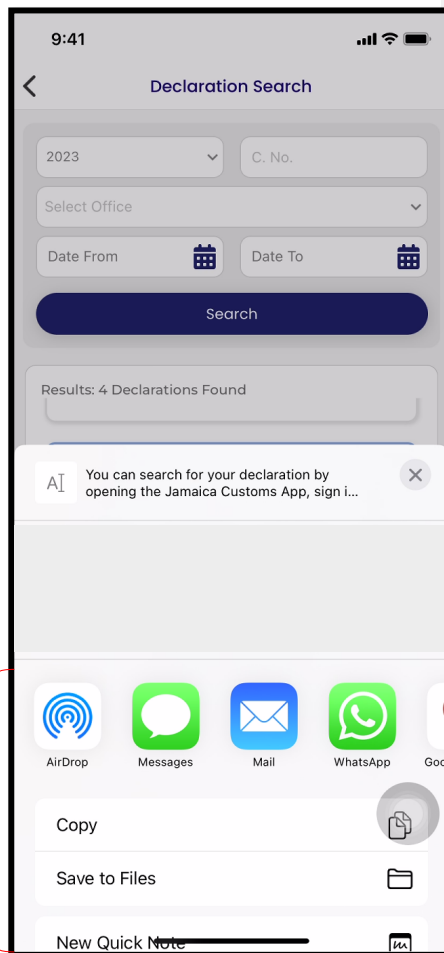 9:41
Declaration Search
2023
C. No.
Select Office
Date From
Date To
Search
Results: 4 Declarations Found
You can search for your declaration by
opening the Jamaica Customs App, sign i...
AirDrop
Messages
Mail
WhatsApp
Goo
Copy
Save to Files
New Quick Note